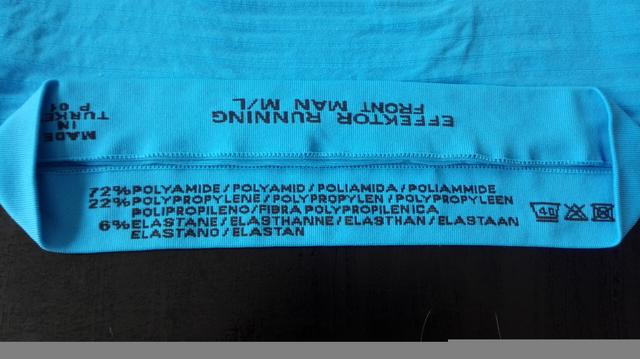 EFFEKTOR RUNNING
FRONT MAN M/L
MADE
IN
TURKEY
P 01
72% POLYAMIDE / POLYAMID / POLIAMIDA / POLIAMMIDE
22% POLYPROPYLENE / POLYPROPYLEN / POLYPROPYLEEN
POLIPROPILENO/FIBRA POLYPROPILENICA
6% ELASTANE / ELASTHANNE / ELASTHAN / ELASTAAN
ELASTANO / ELASTAN
40